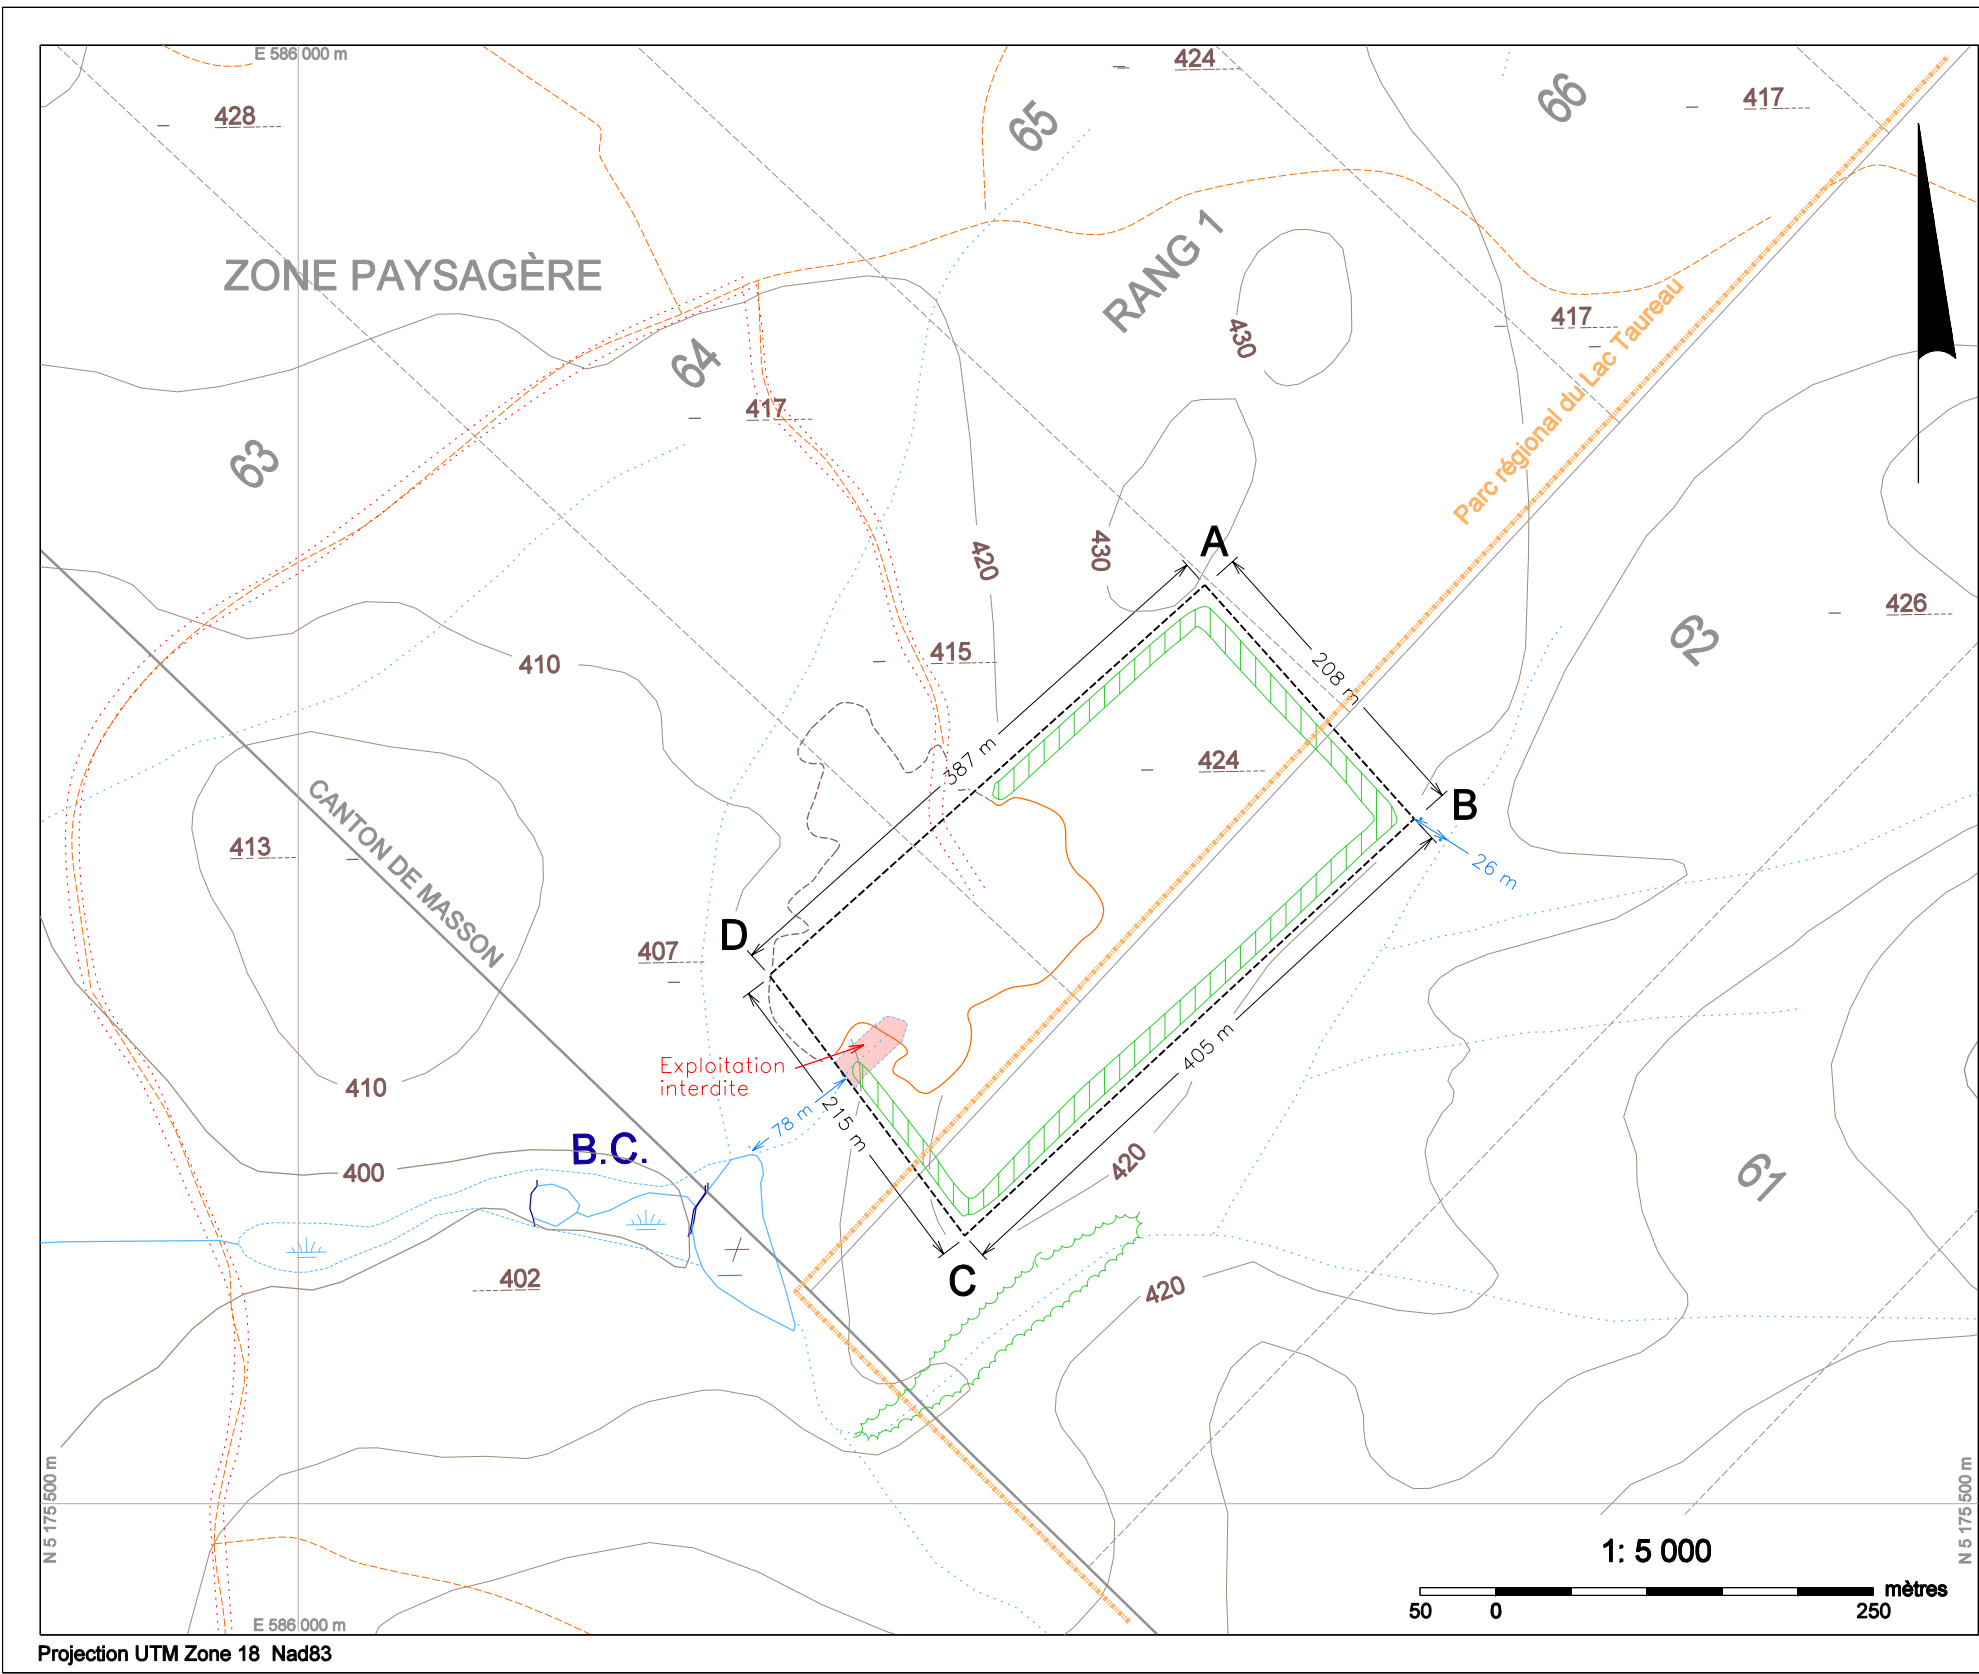 E 586 000 m
424
66
417
428
65
ZONE PAYSAGÈRE
RANG 1
430
417
Parc régional du Lac Taureau
64
417
63
A
430
420
426
62
415
410
208 m
387 m
424
B
CANTON DE MASSON
413
26 m
D
407
405 m
Exploitation
interdite
410
78 m
215 m
B.C.
420
400
61
402
C
420
N 5 175 500 m
N 5 175 500 m
1: 5 000
mètres
50
0
250
E 586 000 m
Projection UTM Zone 18 Nad83